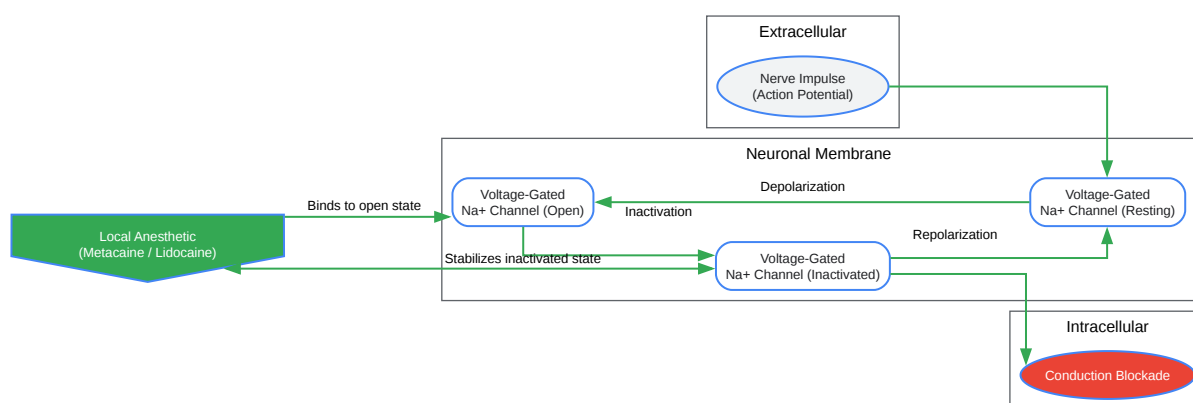 Extracellular
Nerve Impulse
(Action Potential)
Neuronal Membrane
Voltage-Gated
Na+ Channel (Open)
Depolarization
Inactivation
Voltage-Gated
Na+ Channel (Resting)
Binds to open state
Local Anesthetic
(Metacaine / Lidocaine)
Stabilizes inactivated state
Voltage-Gated
Na+ Channel (Inactivated)
Repolarization
Intracellular
Conduction Blockade